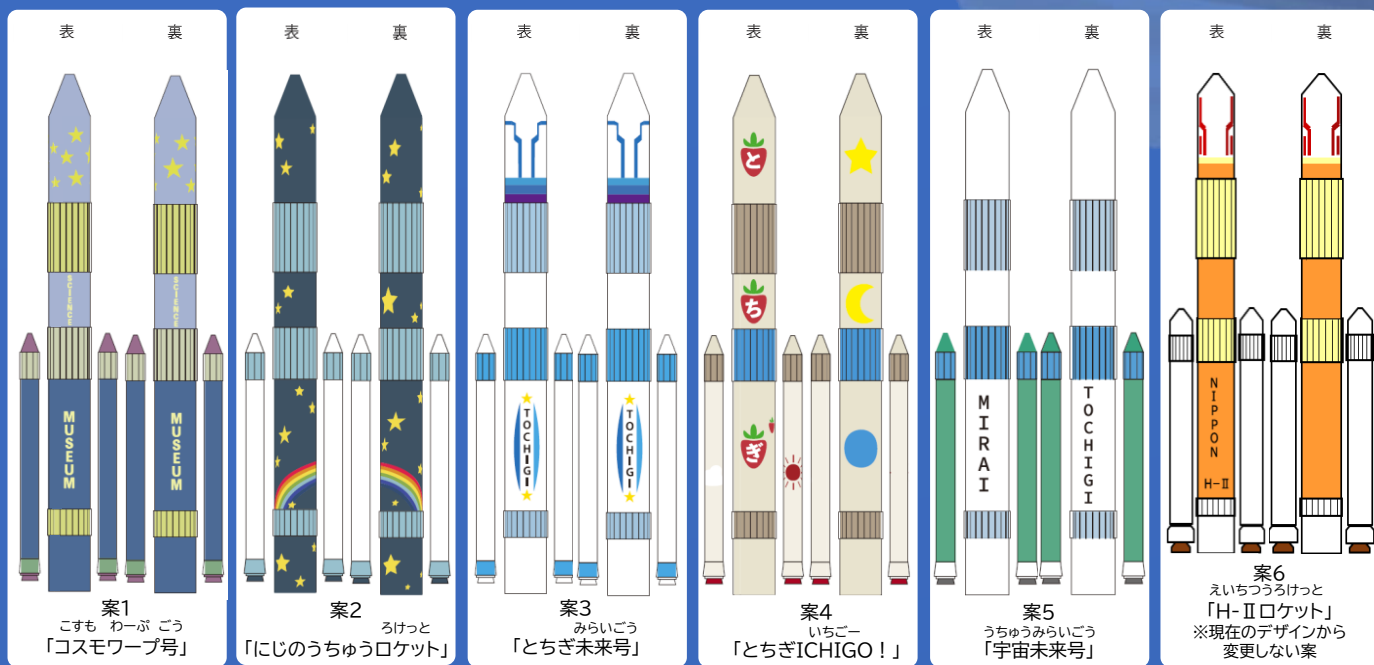 表 裏
SCIENCE SCIENCE
MUSEUM MUSEUM
案1
こすも わーぷ ごう
「コスモワープ号」
表 裏
案2
ろけっと
「にじのうちゅうロケット」
表 裏
TOCHIGI TOCHIGI
案3
みらいごう
「とちぎ未来号」
表 裏
と
ち
ぎ
案4
いちごー
「とちぎICHIGO！」
表 裏
MIRAI TOCHIGI
案5
うちゅうみらいごう
「宇宙未来号」
表 裏
NIPPON
H-Ⅱ
案6
えいちつうろけっと
「H-Ⅱロケット」
※現在のデザインから
変更しない案